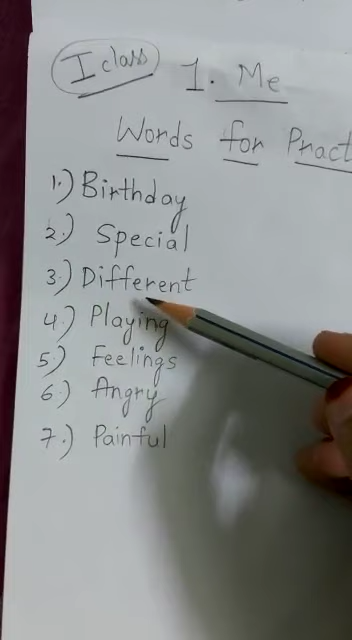 I class
1. Me
Words for Pract
1.) Birthday
2.) Special
3.) Different
4.) Playing
5) Feelings
6.) Angry
7.) Painful